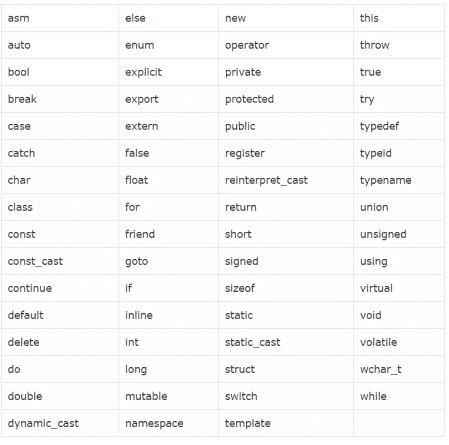 asm else new this
auto enum operator throw
bool explicit private true
break export protected try
case extern public typedef
catch false register typeid
char float reinterpret_cast typename
class for return union
const friend short unsigned
const_cast goto signed using
continue if sizeof virtual
default inline static void
delete int static_cast volatile
do long struct wchar_t
double mutable switch while
dynamic_cast namespace template